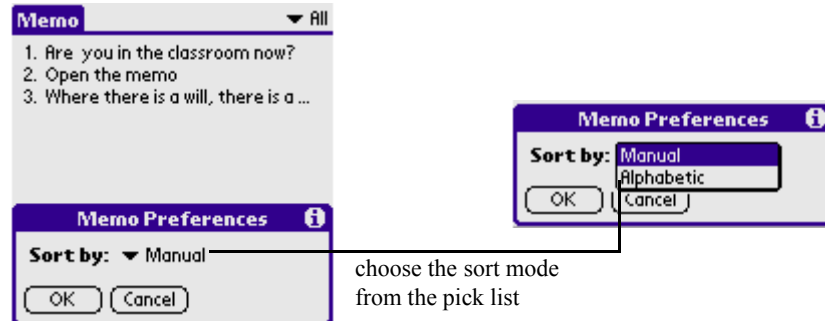 Memo All
1. Are you in the classroom now?
2. Open the memo
3. Where there is a will, there is a ...
Memo Preferences
Sort by: Manual
OK Cancel
choose the sort mode
from the pick list
Memo Preferences
Sort by: Manual
Alphabetic
OK Cancel